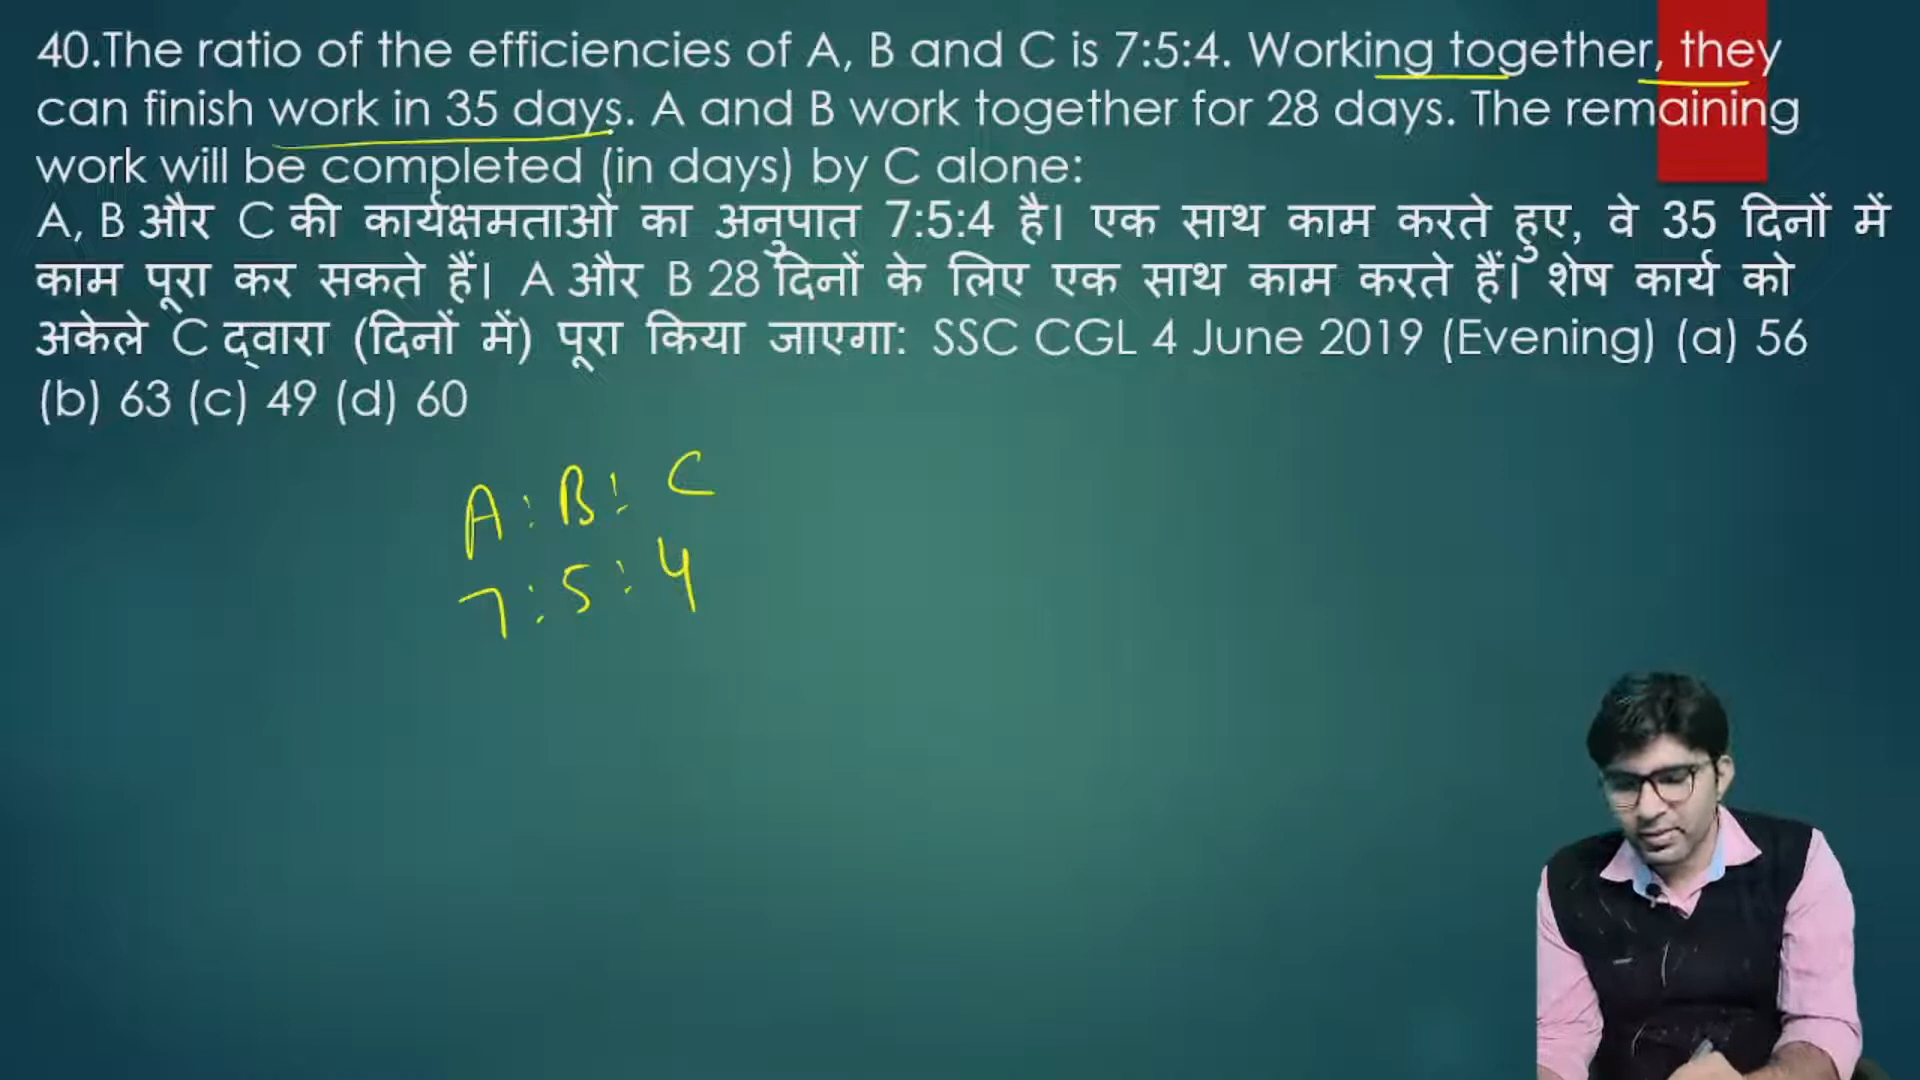 40.The ratio of the efficiencies of A, B and C is 7:5:4. Working together, they
can finish work in 35 days. A and B work together for 28 days. The remaining
work will be completed (in days) by C alone:
A, B और C की कार्यक्षमताओं का अनुपात 7:5:4 है। एक साथ काम करते हुए, वे 35 दिनों में
काम पूरा कर सकते हैं। A और B 28 दिनों के लिए एक साथ काम करते हैं। शेष कार्य को
अकेले C द्वारा (दिनों में) पूरा किया जाएगा: SSC CGL 4 June 2019 (Evening) (a) 56
(b) 63 (c) 49 (d) 60
A : B : C
7 : 5 : 4